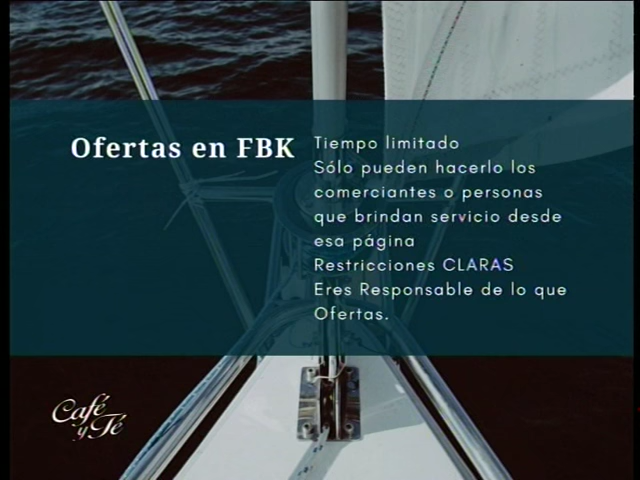 Ofertas en FBK
Tiempo limitado
Sólo pueden hacerlo los
comerciantes o personas
que brindan servicio desde
esa página
Restricciones CLARAS
Eres Responsable de lo que
Ofertas.
Café
y Té